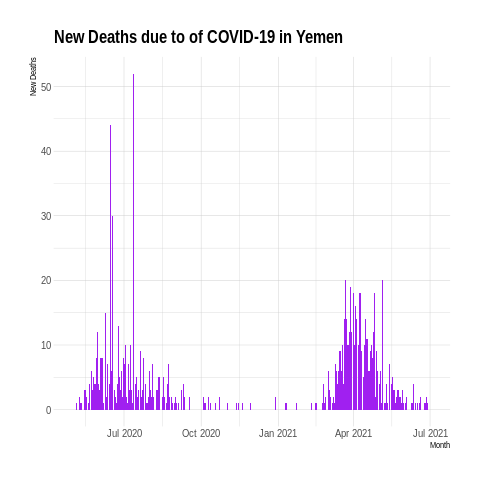 New Deaths due to of COVID-19 in Yemen
New Deaths
50
40
30
20
10
0
Jul 2020 Oct 2020 Jan 2021 Apr 2021 Jul 2021
Month